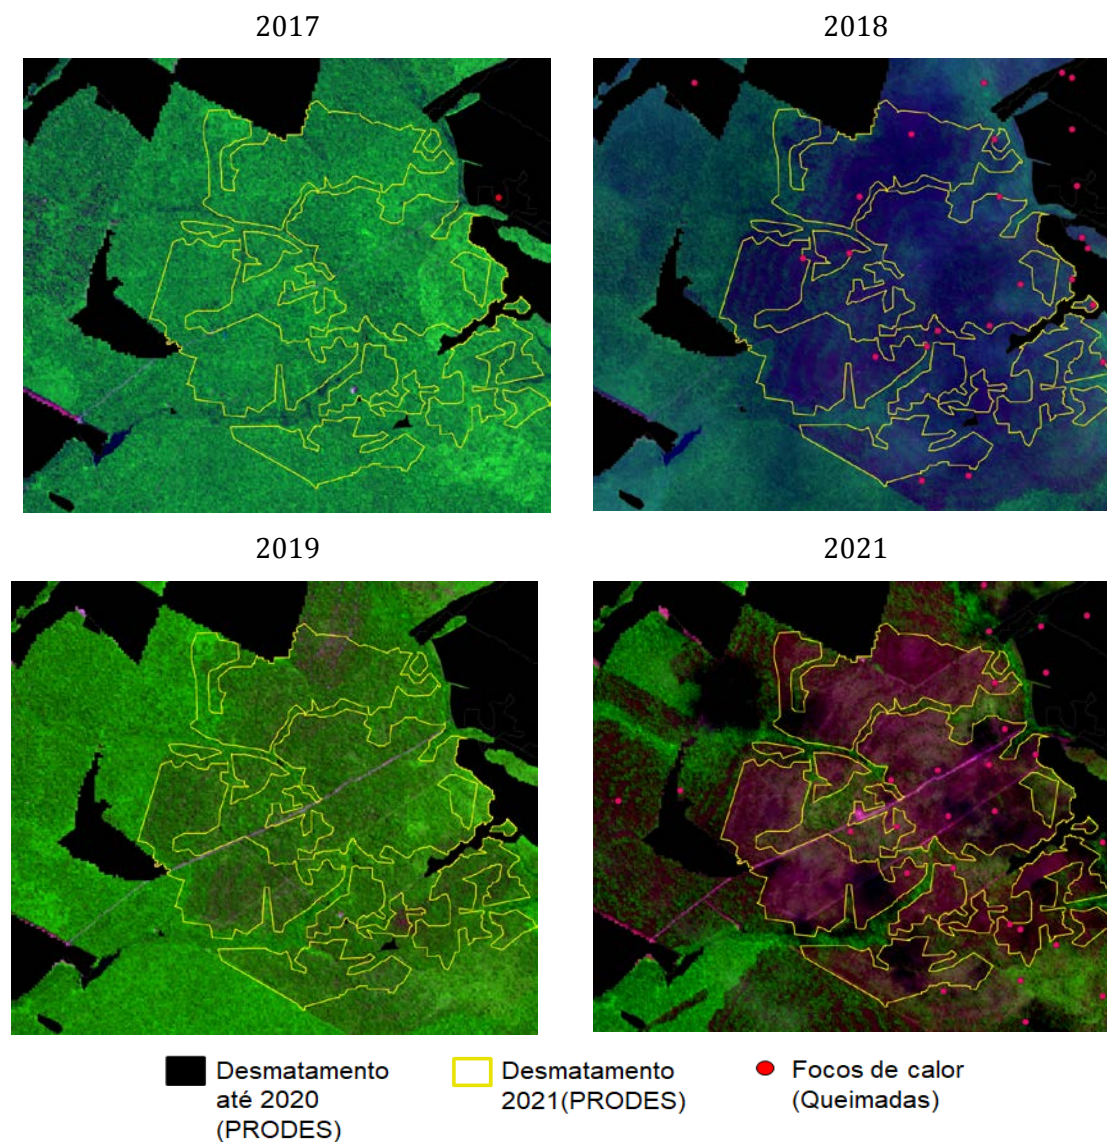 2017
2018
2019
2021
Desmatamento
até 2020
(PRODES)
Desmatamento
2021(PRODES)
Focos de calor
(Queimadas)